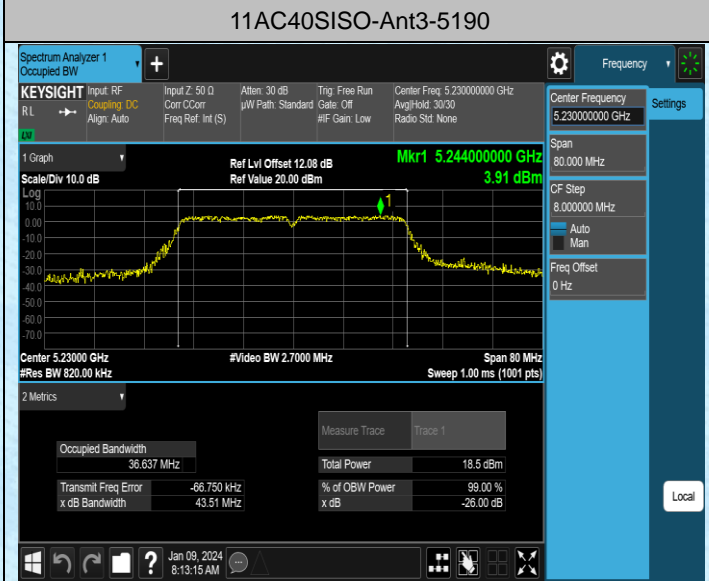 11AC40SISO-Ant3-5190
Spectrum Analyzer 1
Occupied BW
Frequency
KEYSIGHT
RL
LXI
Input: RF
Coupling: DC
Align: Auto
Input Z: 50 Ω
Corr CCorr
Freq Ref: Int (S)
Atten: 30 dB
µW Path: Standard
Trig: Free Run
Gate: Off
#IF Gain: Low
Center Freq: 5.230000000 GHz
Avg|Hold: 30/30
Radio Std: None
Center Frequency
5.230000000 GHz
Settings
Span
80.000 MHz
CF Step
8.000000 MHz
Auto
Man
Freq Offset
0 Hz
1 Graph
Scale/Div 10.0 dB
Ref Lvl Offset 12.08 dB
Ref Value 20.00 dBm
Mkr1 5.244000000 GHz
3.91 dBm
Log
10.0
0.00
-10.0
-20.0
-30.0
-40.0
-50.0
-60.0
-70.0
1
Center 5.23000 GHz
#Res BW 820.00 kHz
#Video BW 2.7000 MHz
Span 80 MHz
Sweep 1.00 ms (1001 pts)
2 Metrics
Measure Trace Trace 1
Occupied Bandwidth
36.637 MHz
Total Power 18.5 dBm
Transmit Freq Error -66.750 kHz
% of OBW Power 99.00 %
x dB Bandwidth 43.51 MHz
x dB -26.00 dB
Local
Jan 09, 2024
8:13:15 AM